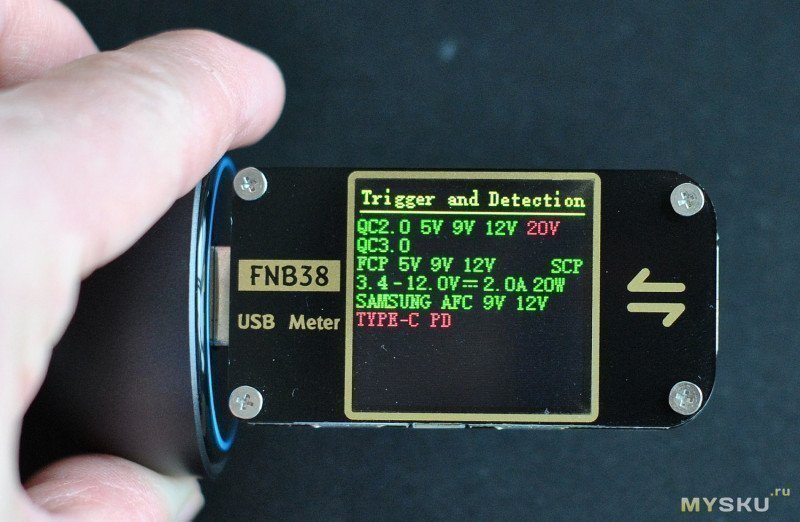 Trigger and Detection
QC2.0 5V 9V 12V 20V
QC3.0
FCP 5V 9V 12V SCP
3.4-12.0V⎓2.0A 20W
SAMSUNG AFC 9V 12V
TYPE-C PD
FNB38
USB Meter
MYSKU.ru